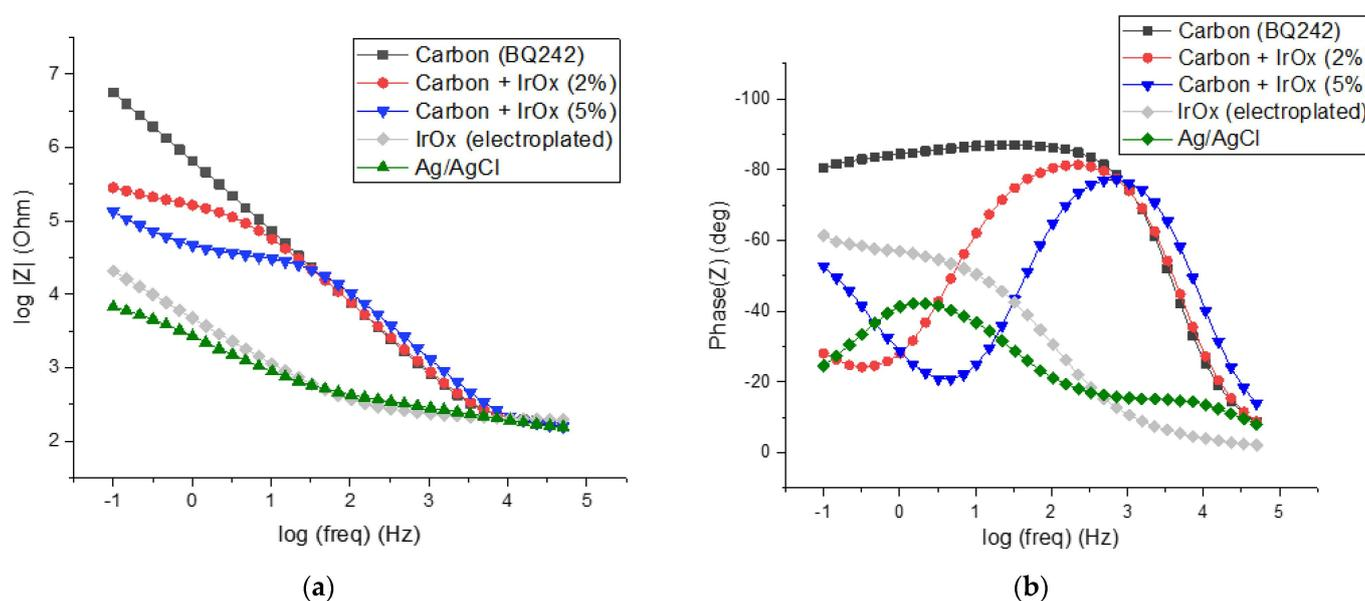 Carbon (BQ242)
Carbon + IrOx (2%)
Carbon + IrOx (5%)
IrOx (electroplated)
Ag/AgCl
7
6
5
4
3
2
log |Z| (Ohm)
-1 0 1 2 3 4 5
log (freq) (Hz)
(a)
Carbon (BQ242)
Carbon + IrOx (2%
Carbon + IrOx (5%
IrOx (electroplated)
Ag/AgCl
-100
-80
-60
-40
-20
0
Phase(Z) (deg)
-1 0 1 2 3 4 5
log (freq) (Hz)
(b)